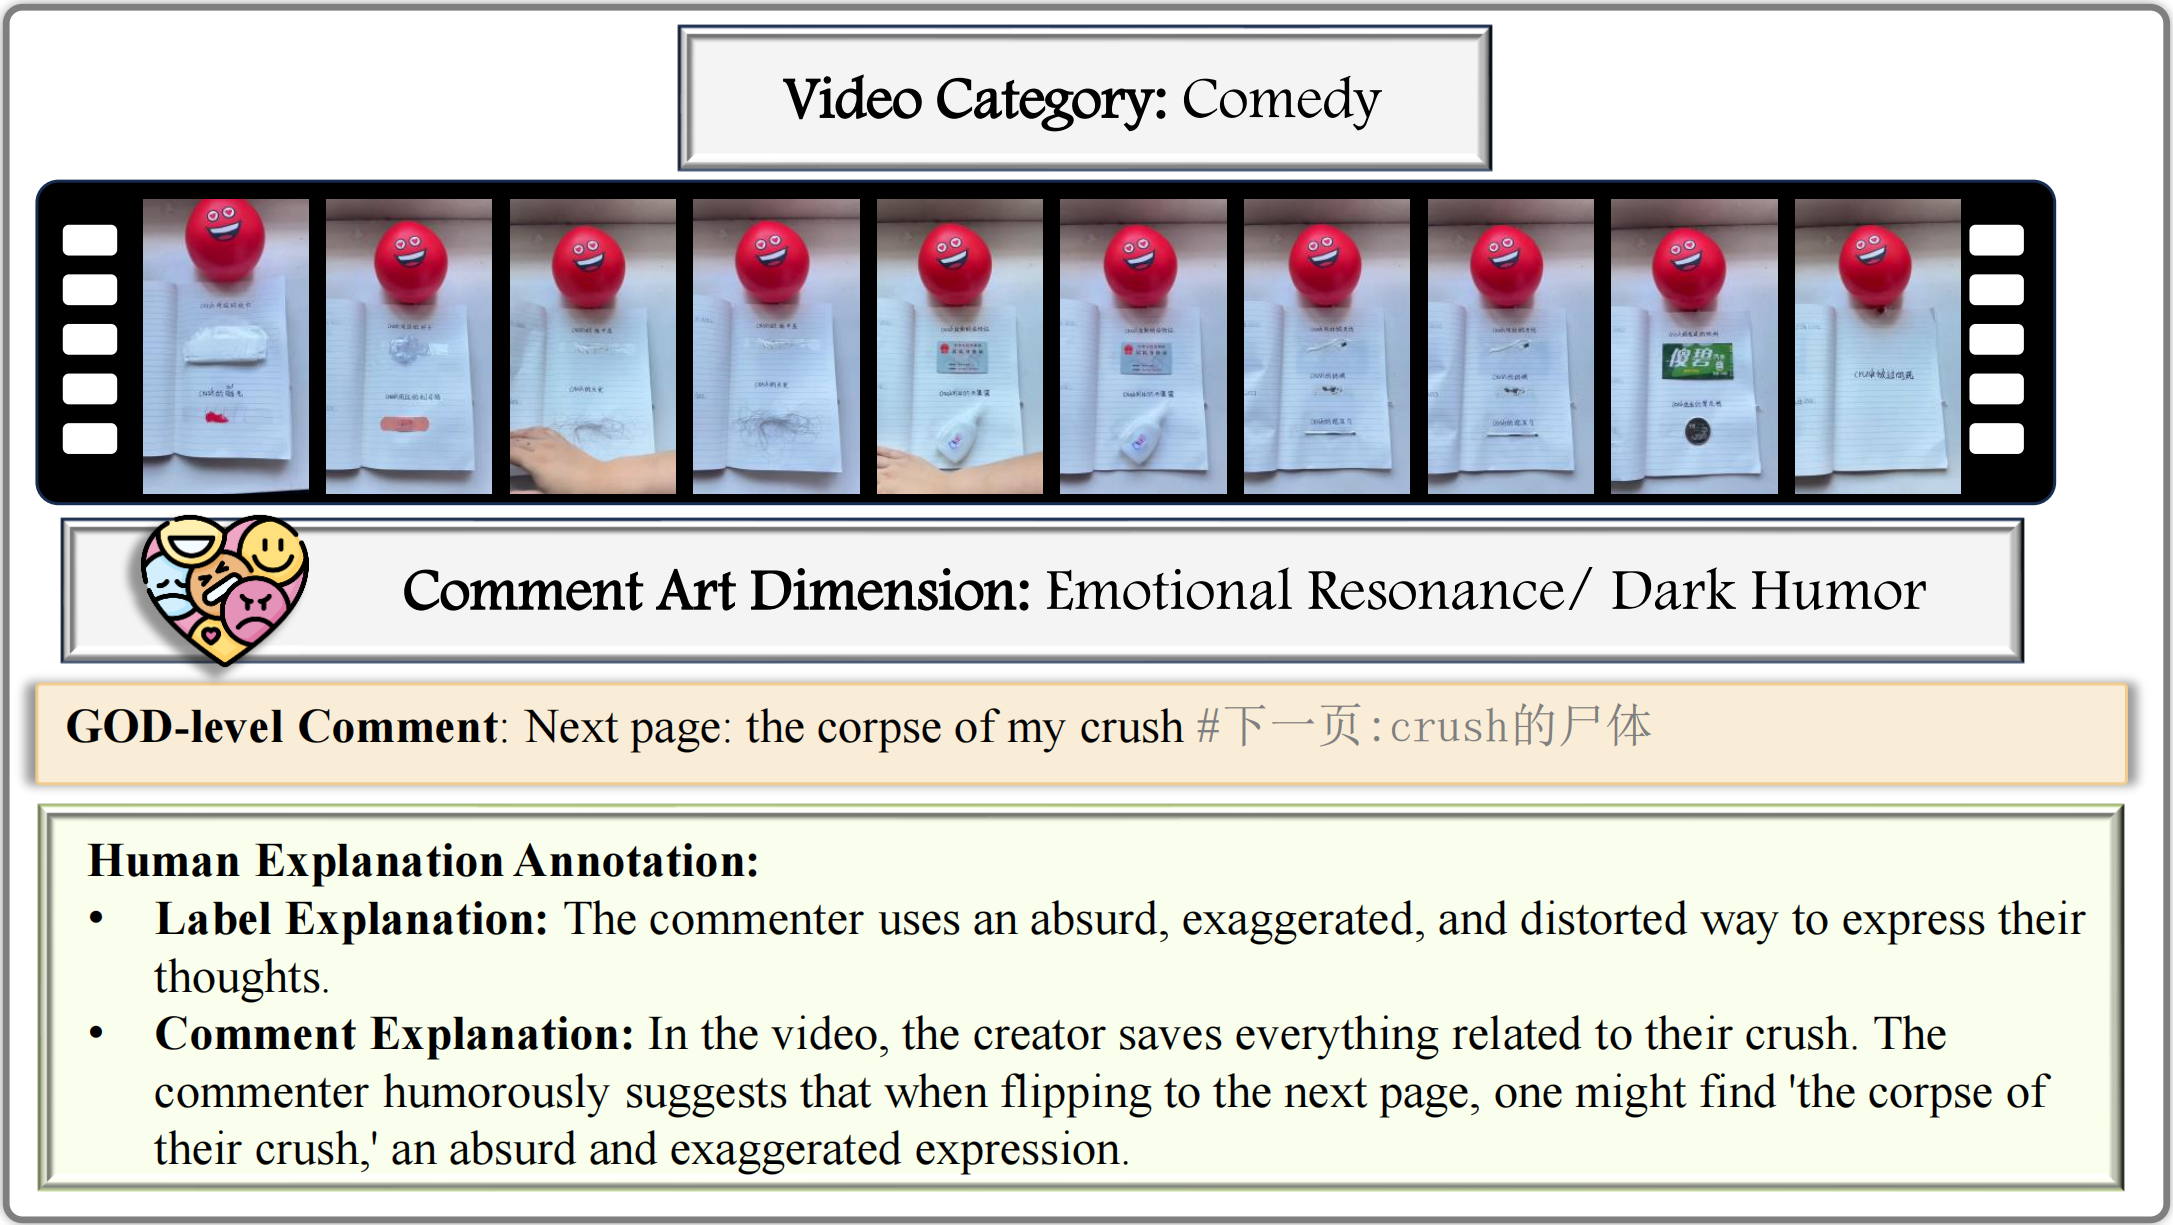 Video Category: Comedy
傻碧
Comment Art Dimension: Emotional Resonance/ Dark Humor
GOD-level Comment: Next page: the corpse of my crush #下一页:crush的尸体
Human Explanation Annotation:
• Label Explanation: The commenter uses an absurd, exaggerated, and distorted way to express their
thoughts.
• Comment Explanation: In the video, the creator saves everything related to their crush. The
commenter humorously suggests that when flipping to the next page, one might find 'the corpse of
their crush,' an absurd and exaggerated expression.